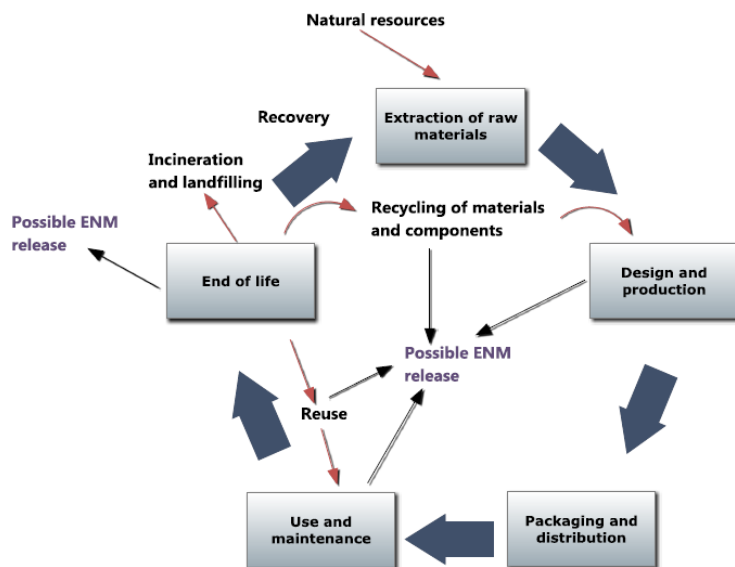 Natural resources
Extraction of raw
materials
Recovery
Incineration
and landfilling
Recycling of materials
and components
Possible ENM
release
End of life
Design and
production
Possible ENM
release
Reuse
Use and
maintenance
Packaging and
distribution